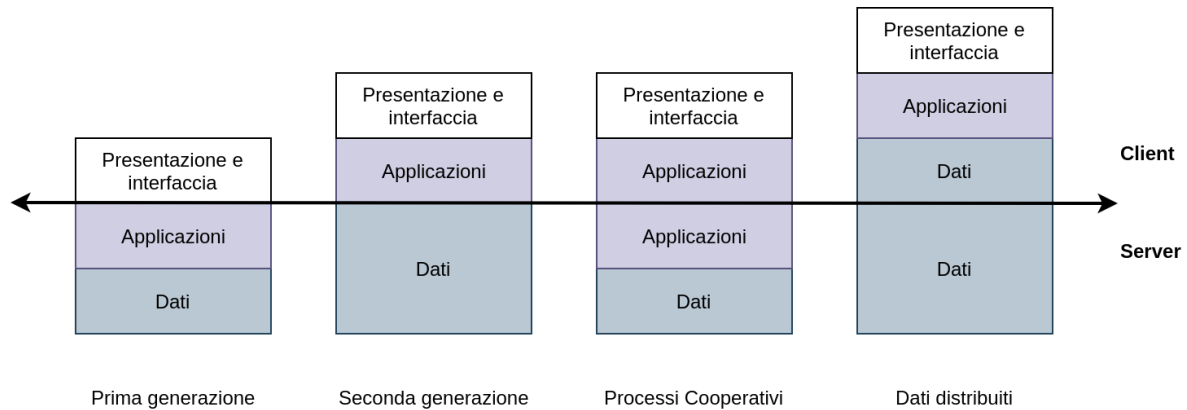 Presentazione e
interfaccia
Applicazioni
Dati
Prima generazione
Presentazione e
interfaccia
Applicazioni
Dati
Seconda generazione
Presentazione e
interfaccia
Applicazioni
Applicazioni
Dati
Processi Cooperativi
Presentazione e
interfaccia
Applicazioni
Dati
Dati
Dati distribuiti
Client
Server